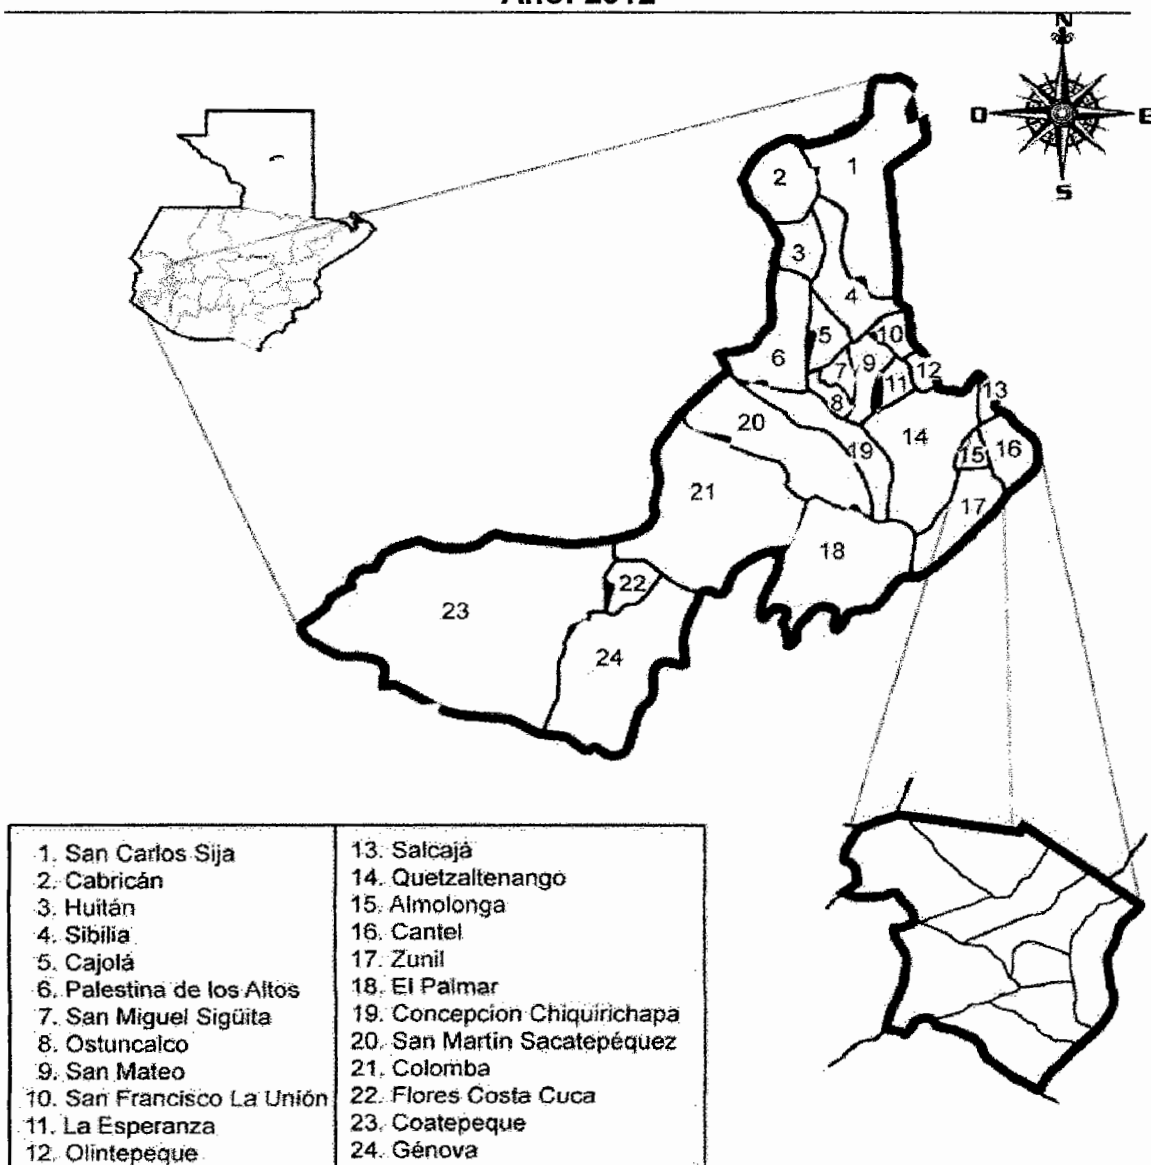 N
O E
S
1
2
3
4
5
10
6
7
9
12
11
13
8
20
14
19
15
16
21
17
18
22
23
24
1. San Carlos Sija
2. Cabricán
3. Huitán
4. Sibilia
5. Cajolá
6. Palestina de los Altos
7. San Miguel Sigüita
8. Ostuncalco
9. San Mateo
10. San Francisco La Unión
11. La Esperanza
12. Olintepeque
13. Salcajá
14. Quetzaltenango
15. Almolonga
16. Cantel
17. Zunil
18. El Palmar
19. Concepcion Chiquirichapa
20. San Martin Sacatepéquez
21. Colomba
22. Flores Costa Cuca
23. Coatepeque
24. Génova